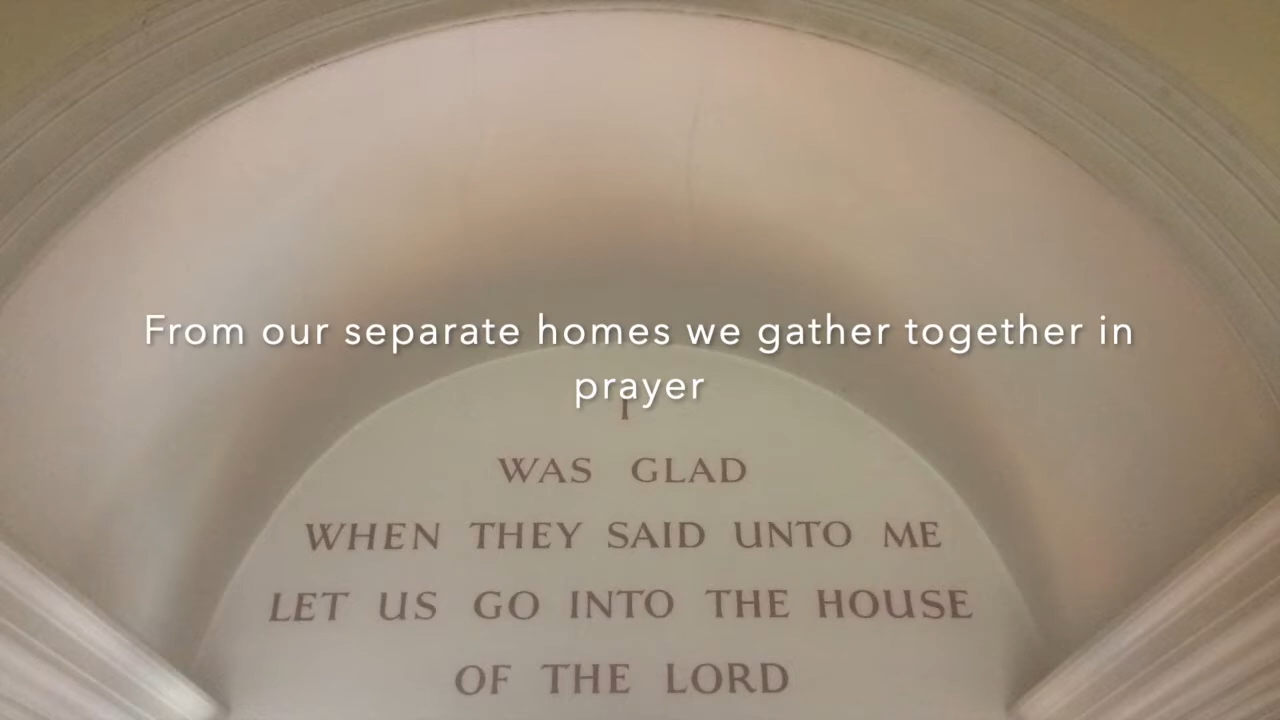 From our separate homes we gather together in
prayer
I
WAS GLAD
WHEN THEY SAID UNTO ME
LET US GO INTO THE HOUSE
OF THE LORD